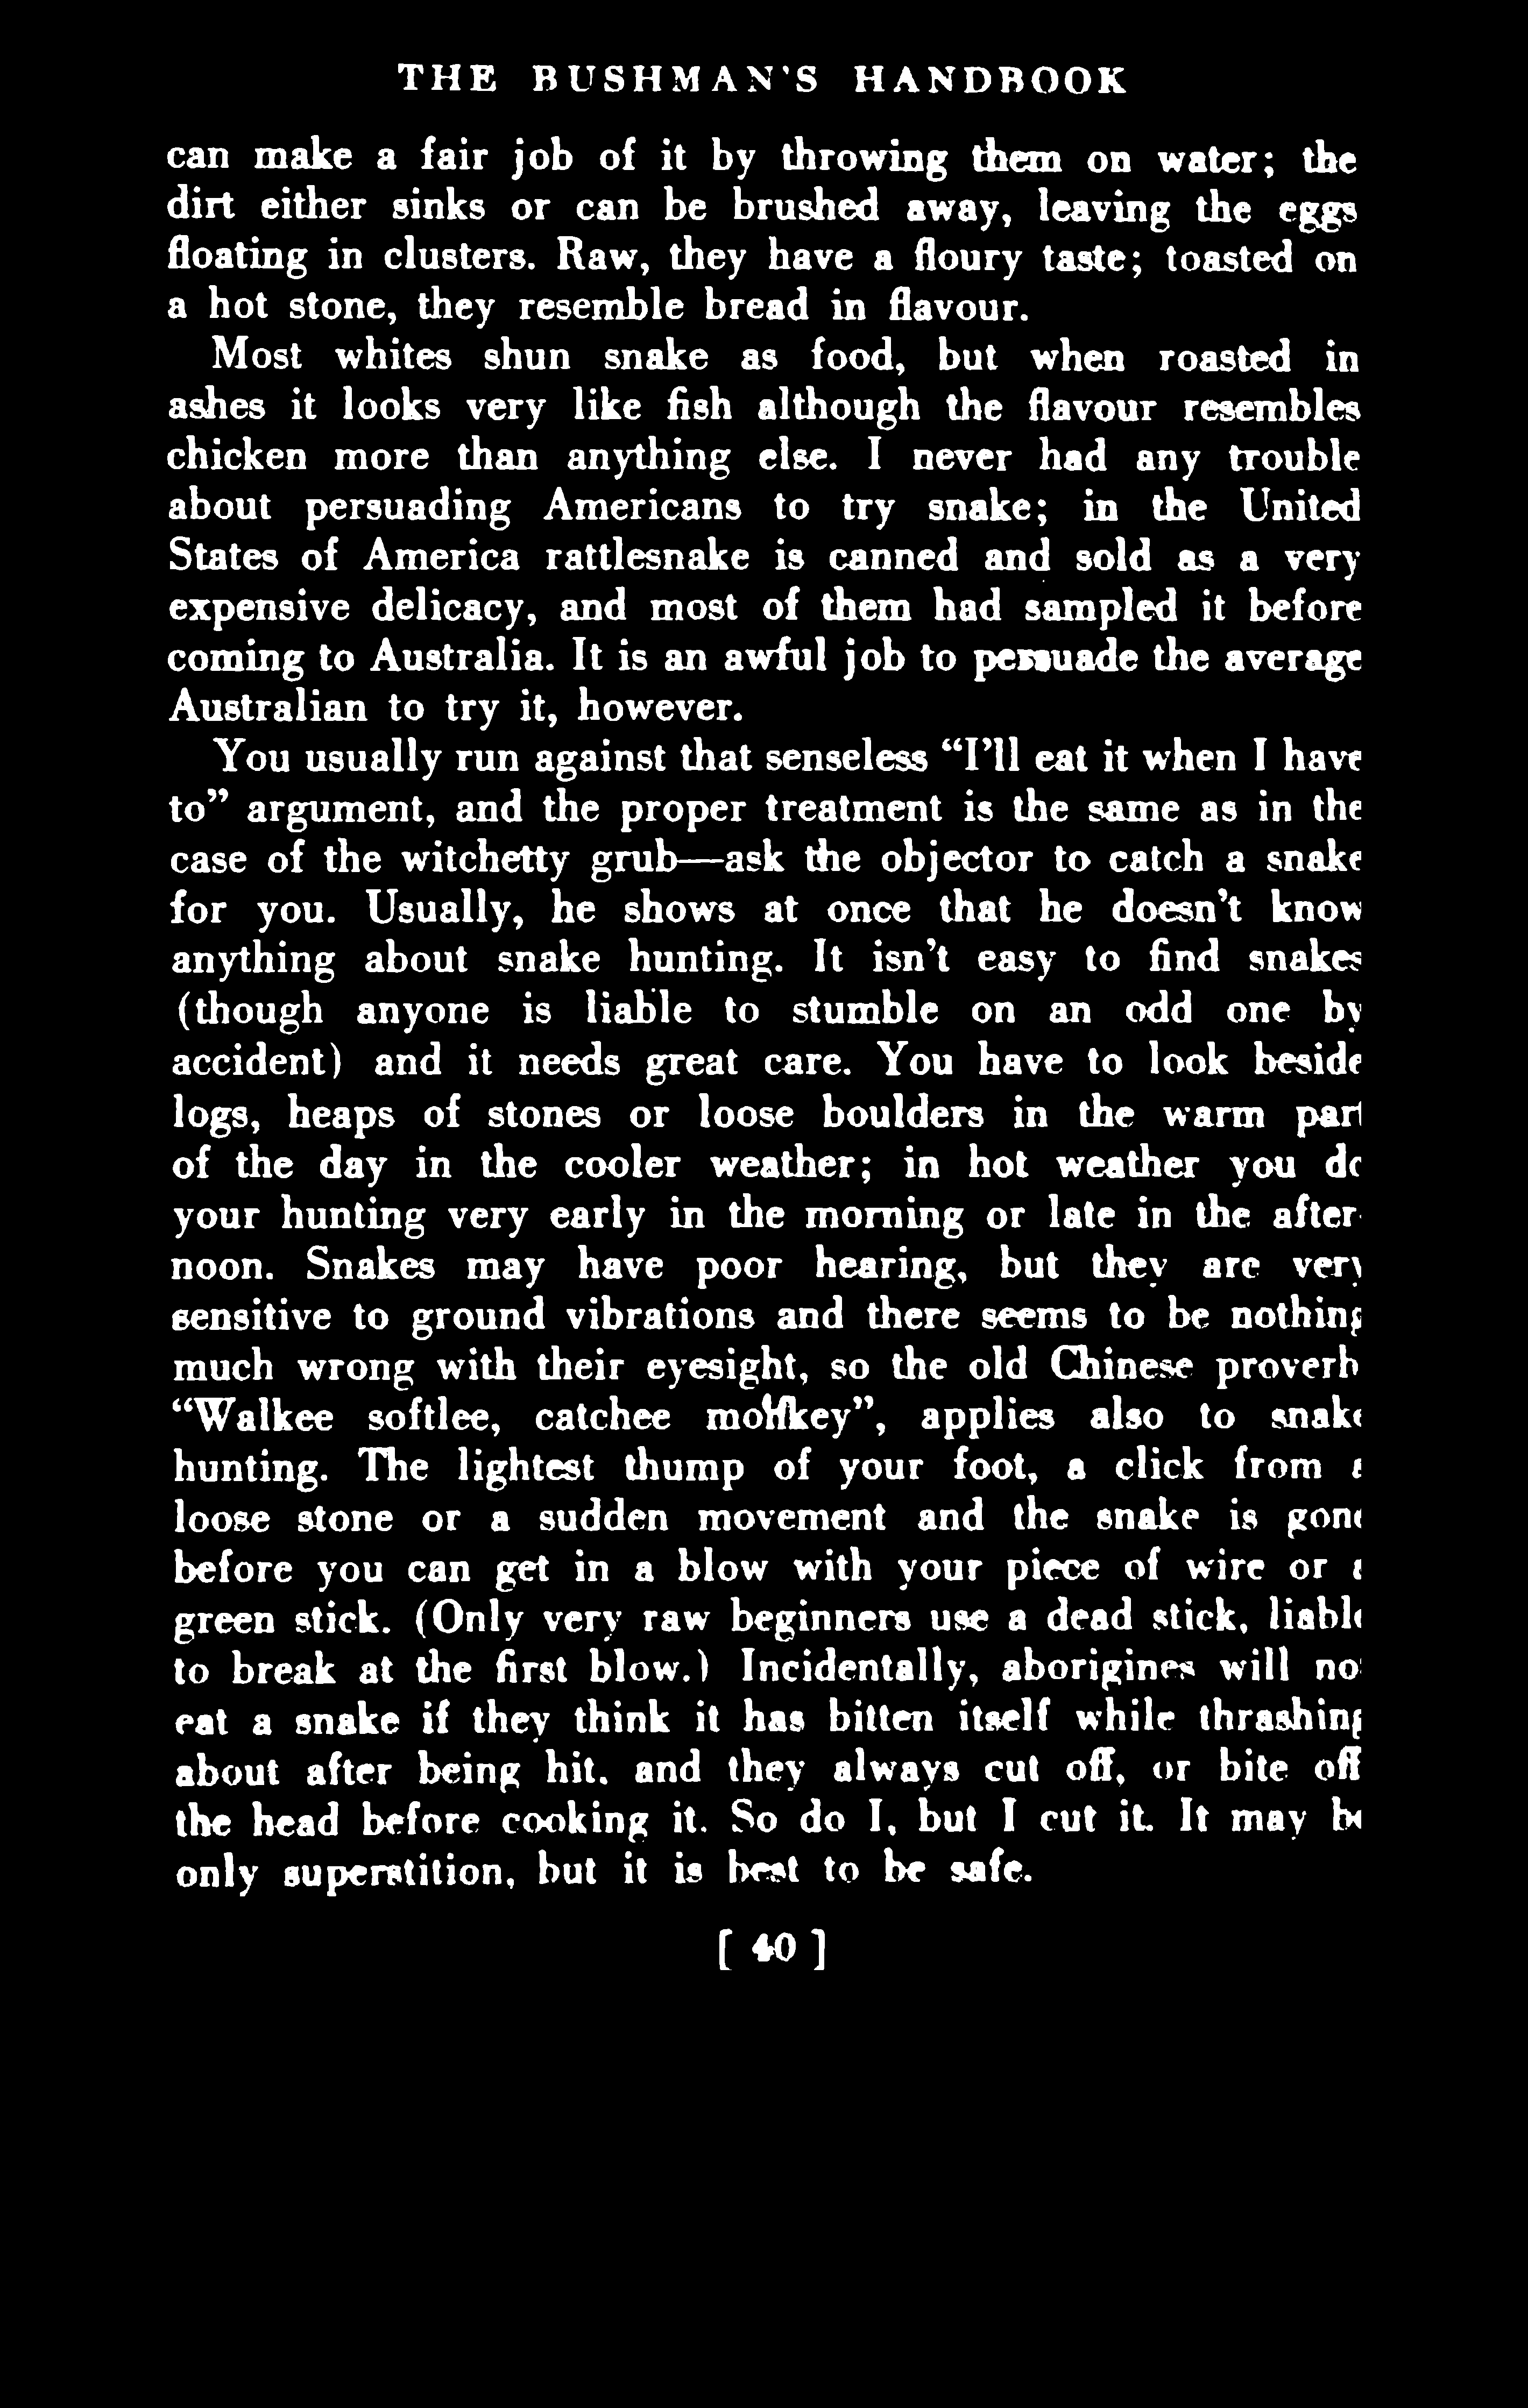 THE BUSHMAN'S HANDBOOK
can make a fair job of it by throwing them on water; the
dirt either sinks or can be brushed away, leaving the eggs
floating in clusters. Raw, they have a floury taste; toasted on
a hot stone, they resemble bread in flavour.
Most whites shun snake as food, but when roasted in
ashes it looks very like fish although the flavour resembles
chicken more than anything else. I never had any trouble
about persuading Americans to try snake; in the United
States of America rattlesnake is canned and sold as a very
expensive delicacy, and most of them had sampled it before
coming to Australia. It is an awful job to persuade the average
Australian to try it, however.
You usually run against that senseless “I’ll eat it when I have
to” argument, and the proper treatment is the same as in the
case of the witchetty grub—ask the objector to catch a snake
for you. Usually, he shows at once that he doesn’t know
anything about snake hunting. It isn’t easy to find snakes
(though anyone is liable to stumble on an odd one by
accident) and it needs great care. You have to look beside
logs, heaps of stones or loose boulders in the warm part
of the day in the cooler weather; in hot weather you do
your hunting very early in the morning or late in the after-
noon. Snakes may have poor hearing, but they are very
sensitive to ground vibrations and there seems to be nothing
much wrong with their eyesight, so the old Chinese proverb
“Walkee softlee, catchee monkey”, applies also to snake
hunting. The lightest thump of your foot, a click from a
loose stone or a sudden movement and the snake is gone
before you can get in a blow with your piece of wire or a
green stick. (Only very raw beginners use a dead stick, liable
to break at the first blow.) Incidentally, aborigines will not
eat a snake if they think it has bitten itself while thrashing
about after being hit, and they always cut off, or bite off
the head before cooking it. So do I, but I cut it. It may be
only superstition, but it is best to be safe.
[ 40 ]